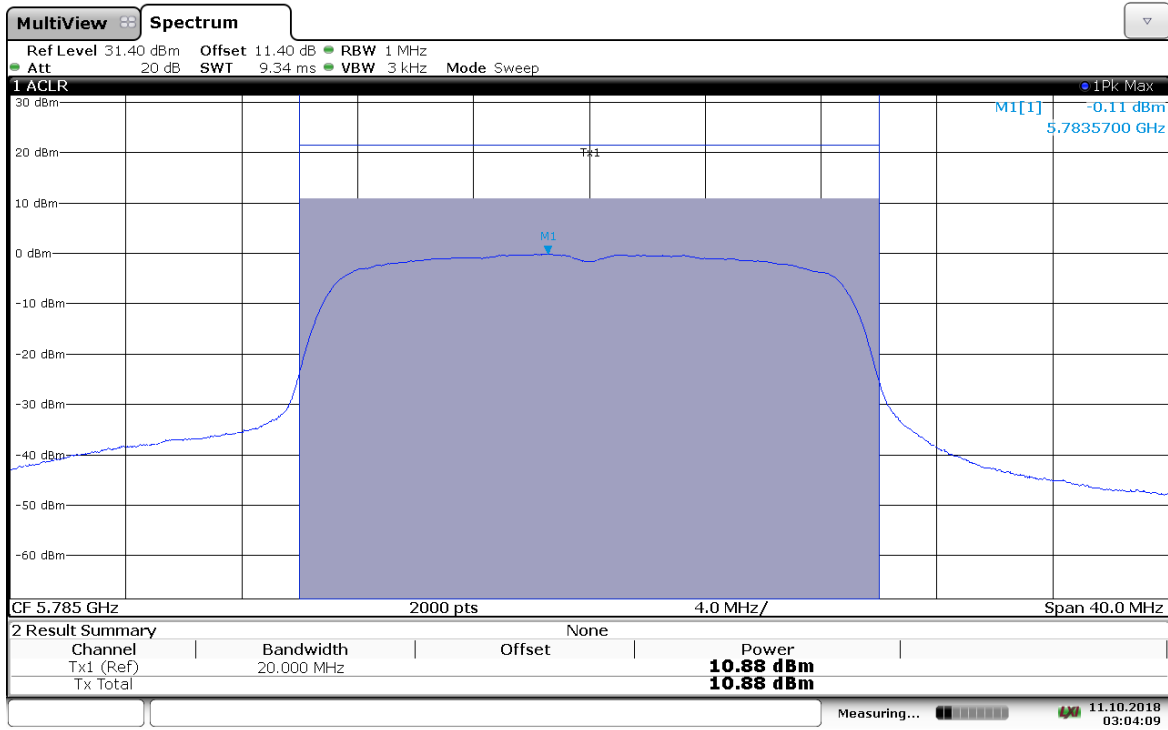 MultiView Spectrum
Ref Level 31.40 dBm Offset 11.40 dB RBW 1 MHz
Att 20 dB SWT 9.34 ms VBW 3 kHz Mode Sweep
1 ACLR 1Pk Max
30 dBm
M1[1] -0.11 dBm
5.7835700 GHz
20 dBm
Tx1
10 dBm
M1
0 dBm
-10 dBm
-20 dBm
-30 dBm
-40 dBm
-50 dBm
-60 dBm
CF 5.785 GHz 2000 pts 4.0 MHz/ Span 40.0 MHz
2 Result Summary None
Channel Bandwidth Offset Power
Tx1 (Ref) 20.000 MHz 10.88 dBm
Tx Total 10.88 dBm
Measuring... LXI 11.10.2018
03:04:09